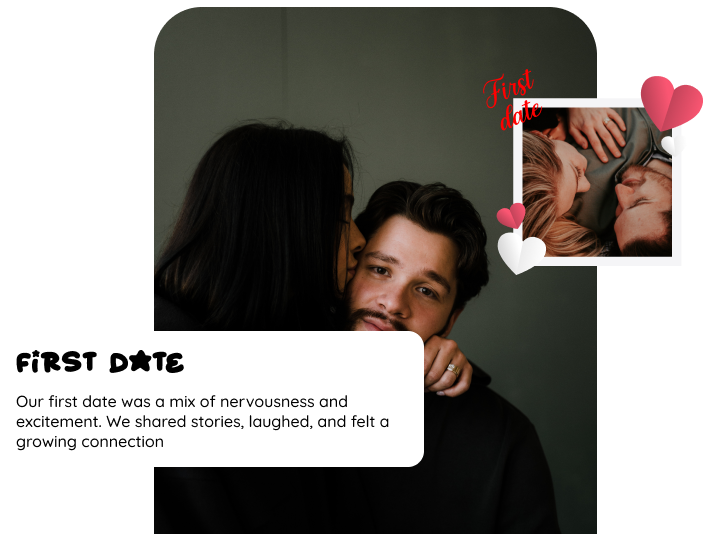 First
date
FiRST DATE
Our first date was a mix of nervousness and
excitement. We shared stories, laughed, and felt a
growing connection